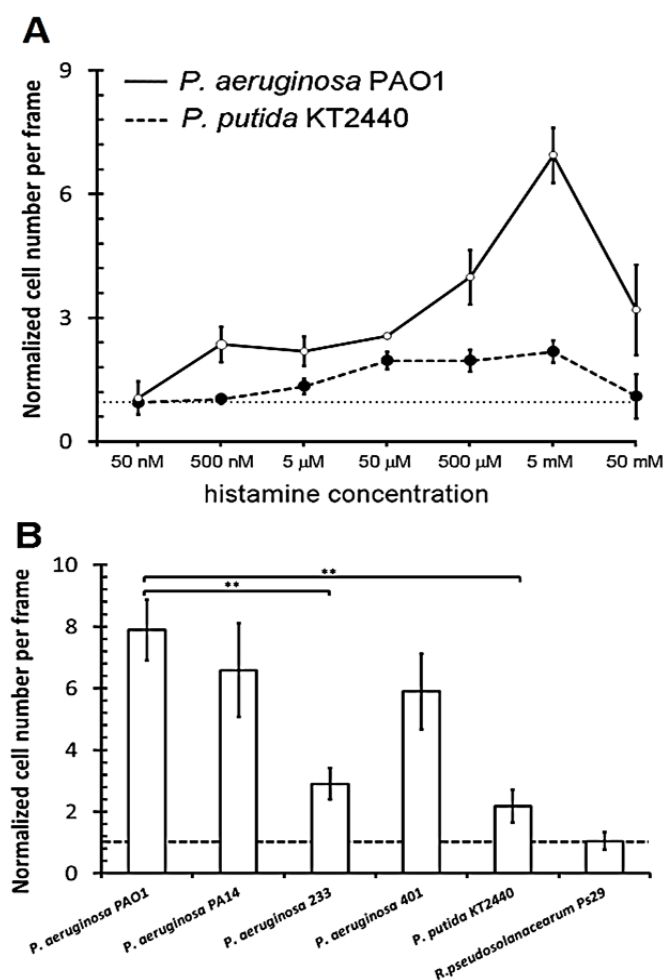 A
Normalized cell number per frame
9
6
3
0
P. aeruginosa PAO1
P. putida KT2440
50 nM 500 nM 5 µM 50 µM 500 µM 5 mM 50 mM
histamine concentration
B
Normalized cell number per frame
10
8
6
4
2
0
**
**
P. aeruginosa PAO1
P. aeruginosa PA14
P. aeruginosa 233
P. aeruginosa 401
P. putida KT2440
R.pseudosolanacearum Ps29